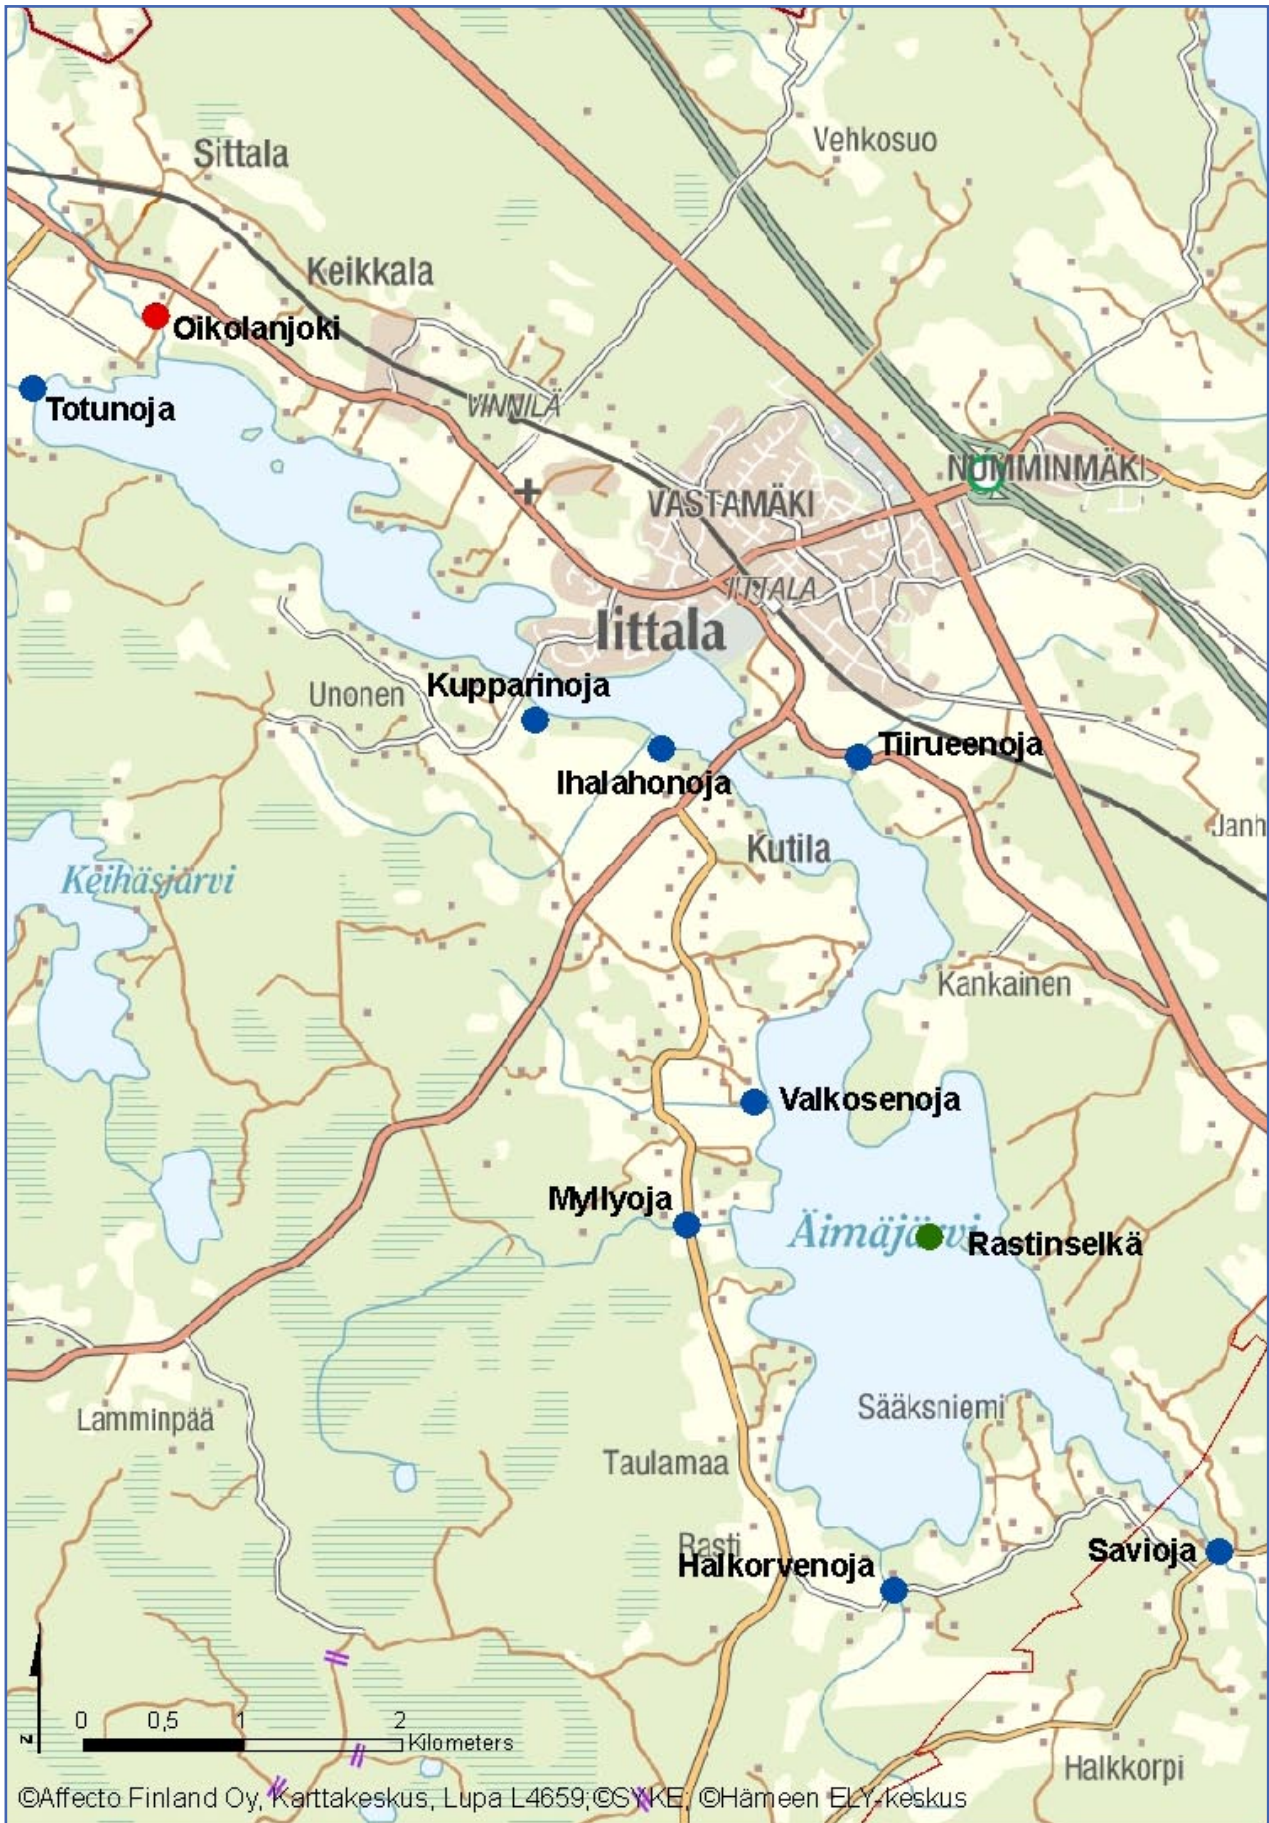 Vehkosuo
Sittala
Keikkala
Oikolanjoki
Totunoja
VINNILÄ
NUMMINMÄKI
VASTAMÄKI
IITTALA
Iittala
Unonen
Kupparinoja
Tiirueenoja
Ihalahonoja
Janh
Kutila
Keihäsjärvi
Kankainen
Valkosenoja
Myllyoja
Äimäjärvi
Rastinselkä
Sääksniemi
Lamminpää
Taulamaa
Rasti
Savioja
Halkorvenoja
0 0,5 1 2
Kilometers
N
Halkkorpi
©Affecto Finland Oy, Karttakeskus, Lupa L4659;©SYKE; ©Hämeen ELY-keskus